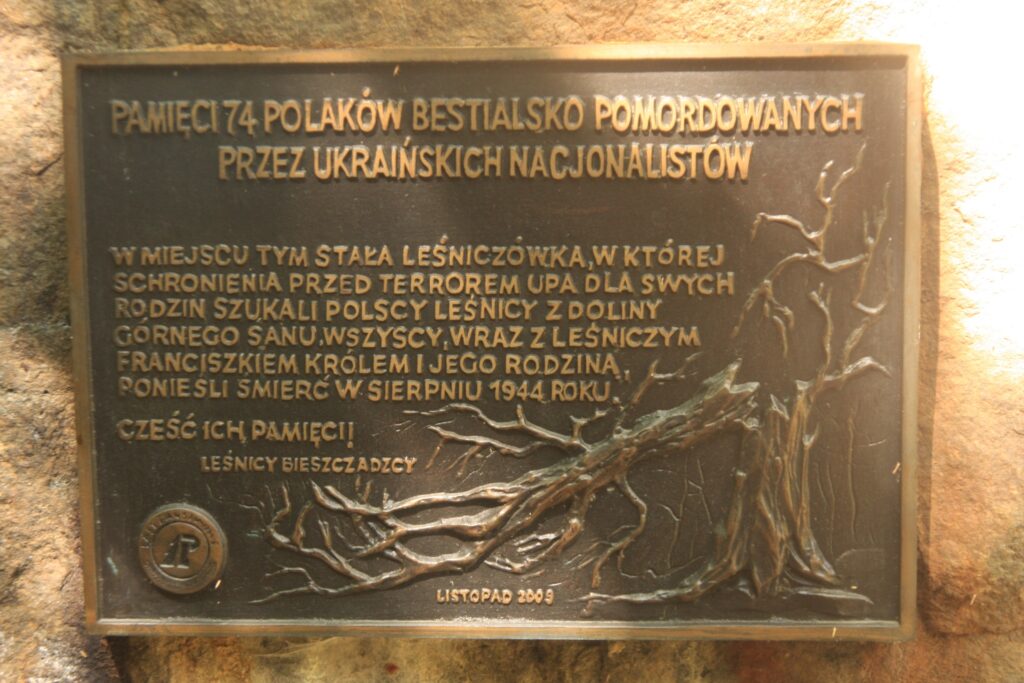 PAMIĘCI 74 POLAKÓW BESTIALSKO POMORDOWANYCH
PRZEZ UKRAIŃSKICH NACJONALISTÓW
W MIEJSCU TYM STAŁA LEŚNICZÓWKA, W KTÓREJ
SCHRONIENIA PRZED TERROREM UPA DLA SWYCH
RODZIN SZUKALI POLSCY LEŚNICY Z DOLINY
GÓRNEGO SANU. WSZYSCY, WRAZ Z LEŚNICZYM
FRANCISZKIEM KRÓLEM I JEGO RODZINĄ,
PONIEŚLI ŚMIERĆ W SIERPNIU 1944 ROKU.
CZEŚĆ ICH PAMIĘCI!
LEŚNICY BIESZCZADZCY
LISTOPAD 2009